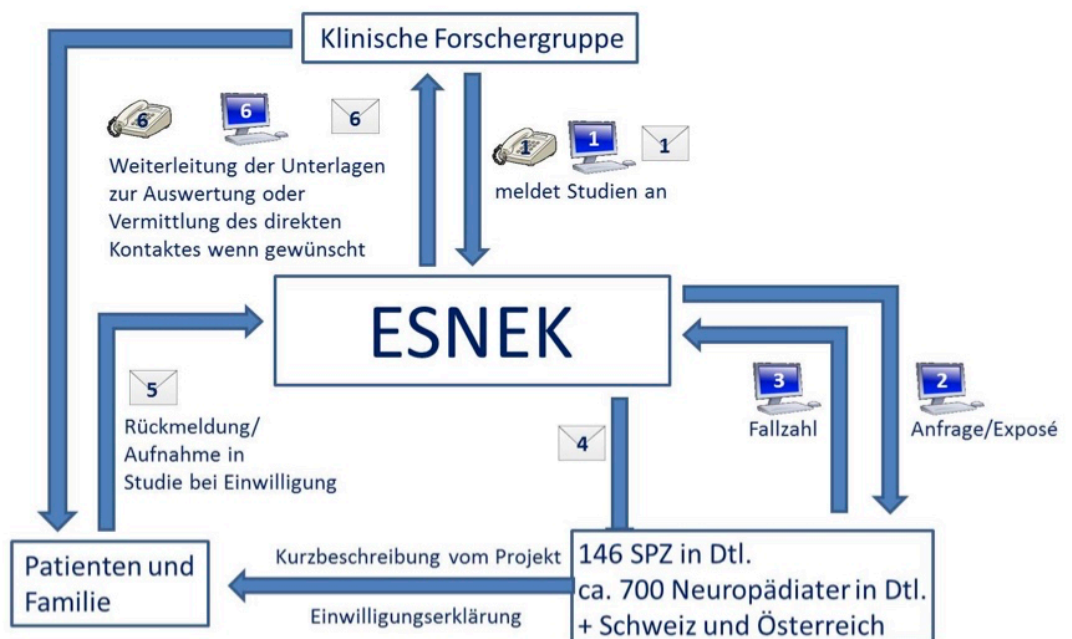 Klinische Forschergruppe
6
6
6
1
1
1
Weiterleitung der Unterlagen
zur Auswertung oder
Vermittlung des direkten
Kontaktes wenn gewünscht
meldet Studien an
ESNEK
5
Rückmeldung/
Aufnahme in
Studie bei Einwilligung
4
3
Fallzahl
2
Anfrage/Exposé
Patienten und
Familie
Kurzbeschreibung vom Projekt
Einwilligungserklärung
146 SPZ in Dtl.
ca. 700 Neuropädiater in Dtl.
+ Schweiz und Österreich